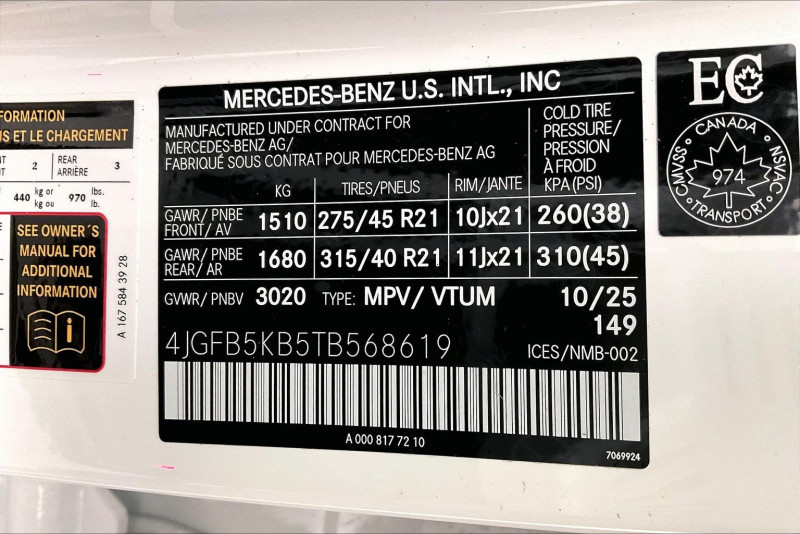 FORMATION
S ET LE CHARGEMENT
2 REAR ARRIÈRE 3
440 kg or kg ou 970 lbs. lb.
SEE OWNER´S
MANUAL FOR
ADDITIONAL
INFORMATION
i
A 167 584 39 28
MERCEDES-BENZ U.S. INTL., INC
MANUFACTURED UNDER CONTRACT FOR
MERCEDES-BENZ AG/
FABRIQUÉ SOUS CONTRAT POUR MERCEDES-BENZ AG
COLD TIRE
PRESSURE/
PRESSION
À FROID
KG TIRES/PNEUS RIM/JANTE KPA (PSI)
GAWR/ PNBE
FRONT/ AV 1510 275/45 R21 10Jx21 260(38)
GAWR/ PNBE
REAR/ AR 1680 315/40 R21 11Jx21 310(45)
GVWR/ PNBV 3020 TYPE: MPV/ VTUM 10/25
149
4JGFB5KB5TB568619 ICES/NMB-002
A 000 817 72 10
7069924
EC
CANADA
CMVSS 974 NSVAC
TRANSPORT